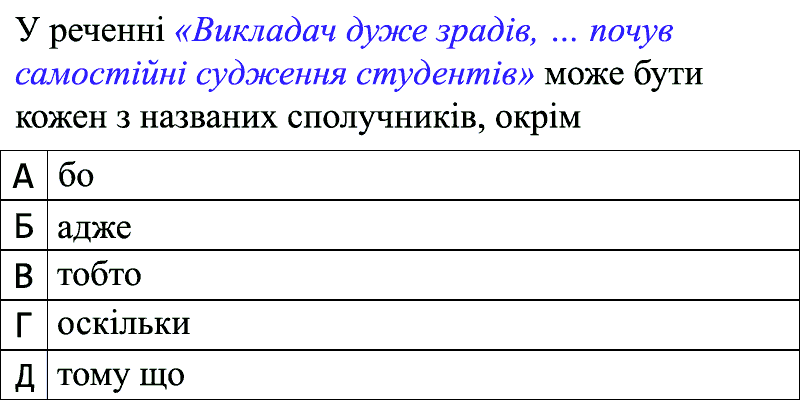 У реченні «Викладач дуже зрадів, ... почув
самостійні судження студентів» може бути
кожен з названих сполучників, окрім
А бо
Б адже
В тобто
Г оскільки
Д тому що